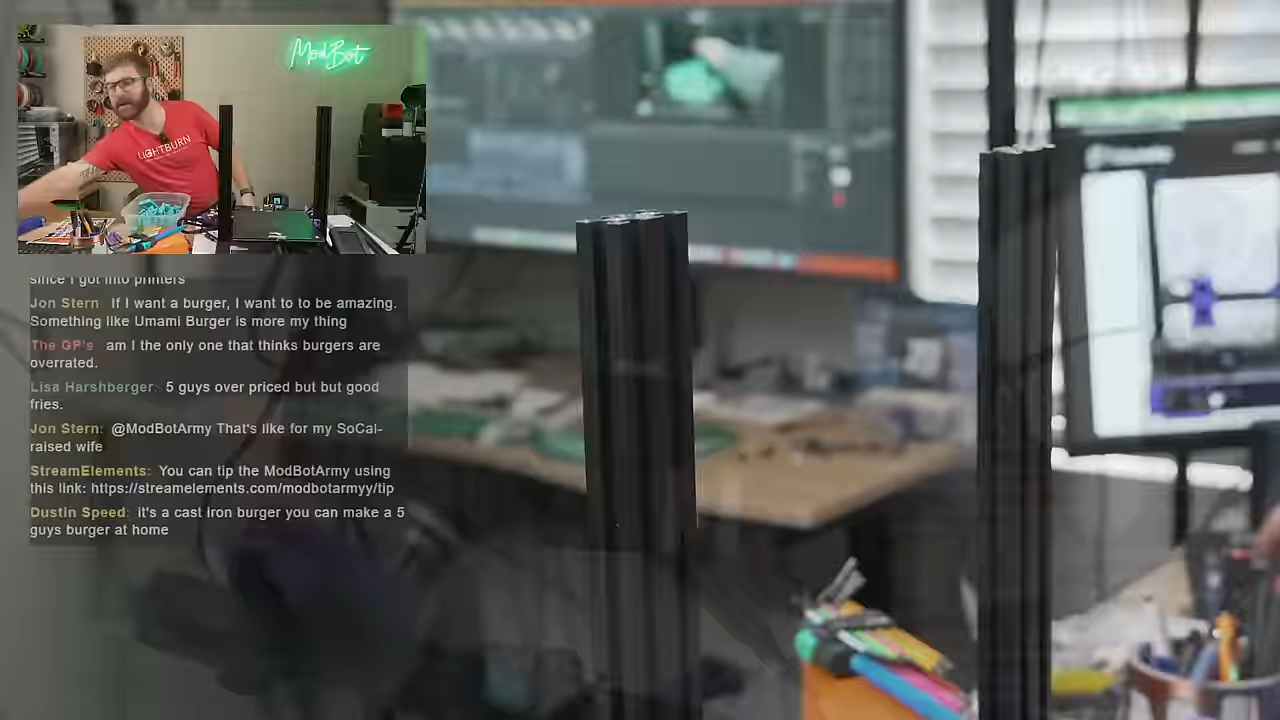 ModBot
LIGHTBURN
since I got into printers
Jon Stern: If I want a burger, I want to to be amazing.
Something like Umami Burger is more my thing
The GP's am I the only one that thinks burgers are
overrated.
Lisa Harshberger: 5 guys over priced but but good
fries.
Jon Stern: @ModBotArmy That's like for my SoCal-
raised wife
StreamElements: You can tip the ModBotArmy using
this link: https://streamelements.com/modbotarmyy/tip
Dustin Speed: it's a cast iron burger you can make a 5
guys burger at home